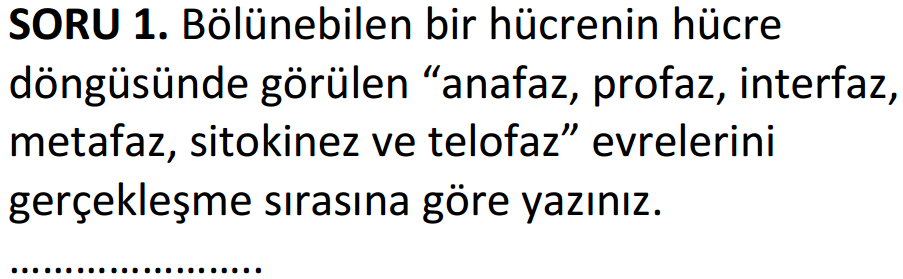 SORU 1. Bölünebilen bir hücrenin hücre
döngüsünde görülen “anafaz, profaz, interfaz,
metafaz, sitokinez ve telofaz” evrelerini
gerçekleşme sırasına göre yazınız.
……………………..